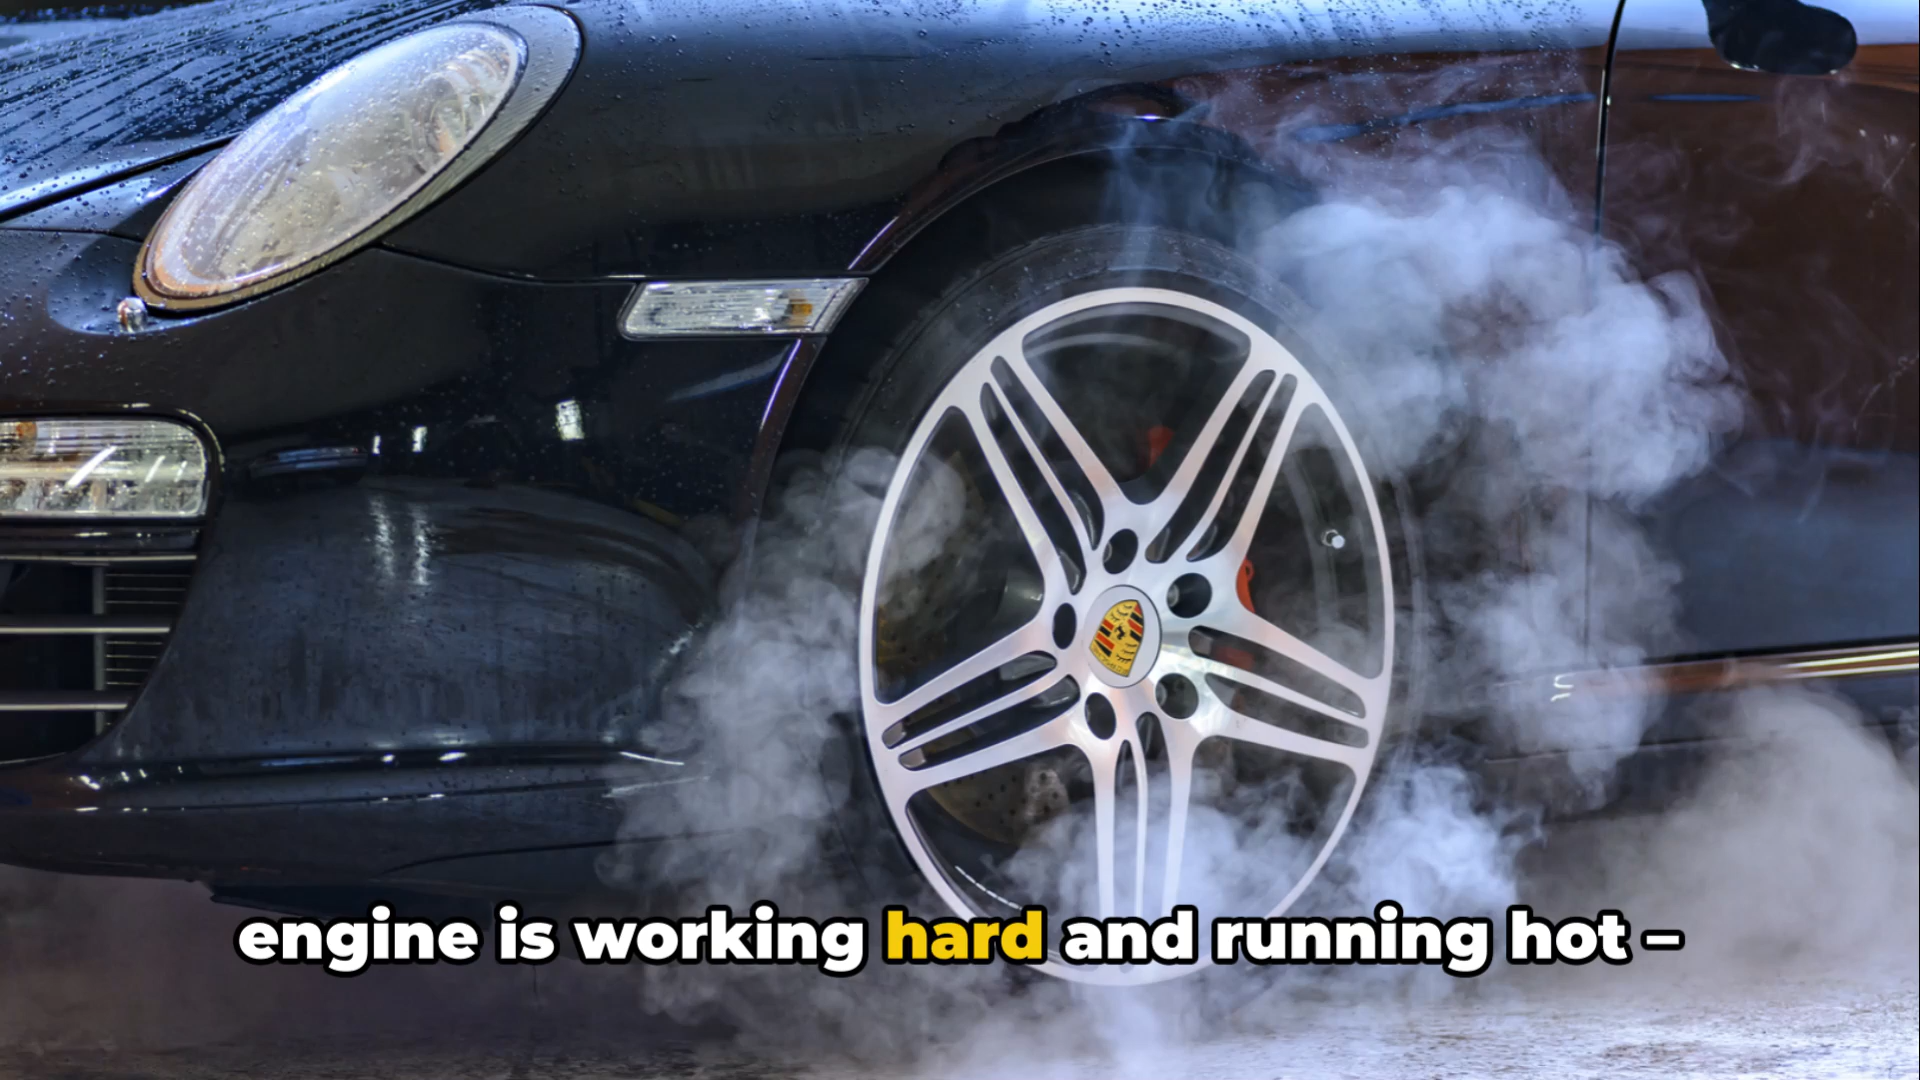 engine is working hard and running hot –